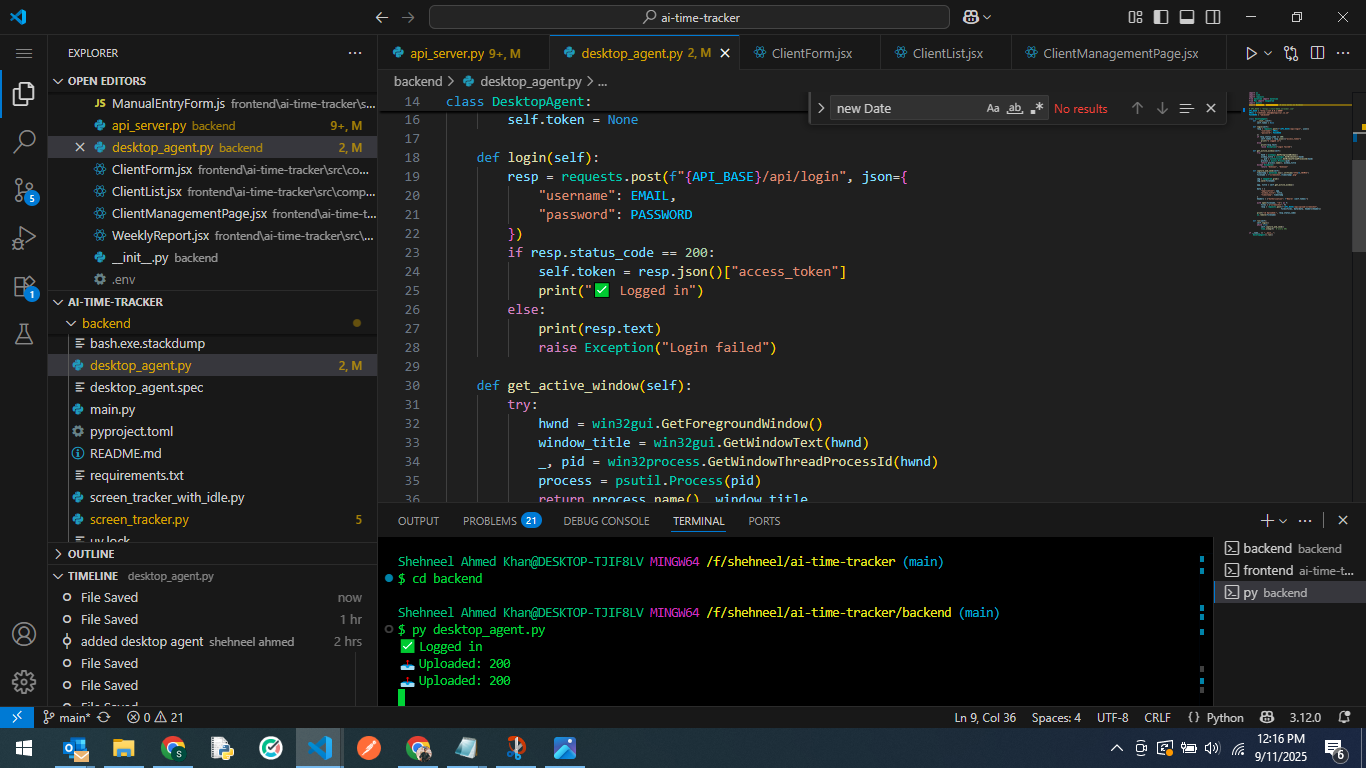 ai-time-tracker
EXPLORER
OPEN EDITORS
JS ManualEntryForm.js frontend\ai-time-tracker\s...
api_server.py backend 9+, M
desktop_agent.py backend 2, M
ClientForm.jsx frontend\ai-time-tracker\src\co...
ClientList.jsx frontend\ai-time-tracker\src\comp...
ClientManagementPage.jsx frontend\ai-time-t...
WeeklyReport.jsx frontend\ai-time-tracker\src\...
__init__.py backend
.env
AI-TIME-TRACKER
backend
bash.exe.stackdump
desktop_agent.py 2, M
desktop_agent.spec
main.py
pyproject.toml
README.md
requirements.txt
screen_tracker_with_idle.py
screen_tracker.py 5
uv.lock
OUTLINE
TIMELINE desktop_agent.py
File Saved now
File Saved 1 hr
added desktop agent shehneel ahmed 2 hrs
File Saved
File Saved
File Saved
5
1
api_server.py 9+, M
desktop_agent.py 2, M
ClientForm.jsx
ClientList.jsx
ClientManagementPage.jsx
backend > desktop_agent.py > ...
new Date
Aa ab .* No results
14 class DesktopAgent:
16 self.token = None
17
18 def login(self):
19 resp = requests.post(f"{API_BASE}/api/login", json={
20 "username": EMAIL,
21 "password": PASSWORD
22 })
23 if resp.status_code == 200:
24 self.token = resp.json()["access_token"]
25 print("✅ Logged in")
26 else:
27 print(resp.text)
28 raise Exception("Login failed")
29
30 def get_active_window(self):
31 try:
32 hwnd = win32gui.GetForegroundWindow()
33 window_title = win32gui.GetWindowText(hwnd)
34 _, pid = win32process.GetWindowThreadProcessId(hwnd)
35 process = psutil.Process(pid)
36 return process.name(), window_title
OUTPUT
PROBLEMS 21
DEBUG CONSOLE
TERMINAL
PORTS
Shehneel Ahmed Khan@DESKTOP-TJIF8LV MINGW64 /f/shehneel/ai-time-tracker (main)
$ cd backend
Shehneel Ahmed Khan@DESKTOP-TJIF8LV MINGW64 /f/shehneel/ai-time-tracker/backend (main)
$ py desktop_agent.py
✅ Logged in
📤 Uploaded: 200
📤 Uploaded: 200
backend backend
frontend ai-time-t...
py backend
main*
0 21
Ln 9, Col 36
Spaces: 4
UTF-8
CRLF
{ } Python
3.12.0
12:16 PM
9/11/2025
6